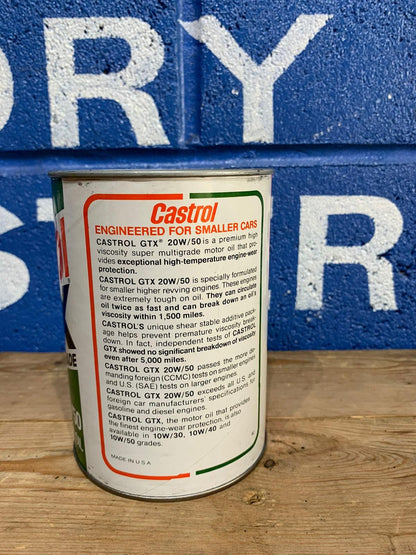 ORY
STER
Castrol
ENGINEERED FOR SMALLER CARS
CASTROL GTX® 20W/50 is a premium high
viscosity super multigrade motor oil that pro-
vides exceptional high-temperature engine-wear
protection.
CASTROL GTX 20W/50 is specially formulated
for smaller higher revving engines. These engines
are extremely tough on oil. They can circulate
oil twice as fast and can break down an oil's
viscosity within 1,500 miles.
CASTROL'S unique shear stable additive pack-
age helps prevent premature viscosity break-
down. In fact, independent tests of CASTROL
GTX showed no significant breakdown of viscosity
even after 5,000 miles.
CASTROL GTX 20W/50 passes the more de-
manding foreign (CCMC) tests on smaller engines
and U.S. (SAE) tests on larger engines.
CASTROL GTX 20W/50 exceeds all U.S. and
foreign car manufacturers' specifications for
gasoline and diesel engines.
CASTROL GTX, the motor oil that provides
the finest engine-wear protection, is also
available in 10W/30, 10W/40 and
10W/50 grades.
MADE IN U.S.A